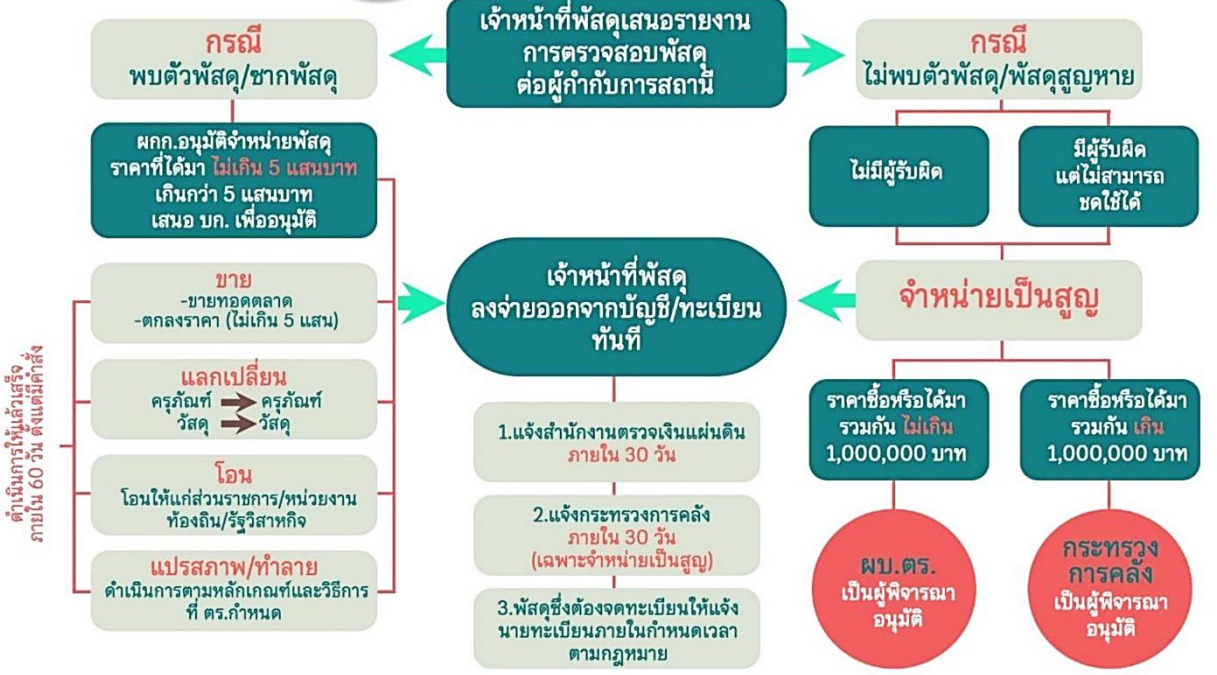 เจ้าหน้าที่พัสดุเสนอรายงาน
การตรวจสอบพัสดุ
ต่อผู้กำกับการสถานี
กรณี
พบตัวพัสดุ/ซากพัสดุ
ผกก.อนุมัติจำหน่ายพัสดุ
ราคาที่ได้มา ไม่เกิน 5 แสนบาท
เกินกว่า 5 แสนบาท
เสนอ บก. เพื่ออนุมัติ
ดำเนินการให้แล้วเสร็จ
ภายใน 60 วัน ตั้งแต่มีคำสั่ง
ขาย
-ขายทอดตลาด
-ตกลงราคา (ไม่เกิน 5 แสน)
แลกเปลี่ยน
ครุภัณฑ์ ครุภัณฑ์
วัสดุ วัสดุ
โอน
โอนให้แก่ส่วนราชการ/หน่วยงาน
ท้องถิ่น/รัฐวิสาหกิจ
แปรสภาพ/ทำลาย
ดำเนินการตามหลักเกณฑ์และวิธีการ
ที่ ตร.กำหนด
กรณี
ไม่พบตัวพัสดุ/พัสดุสูญหาย
ไม่มีผู้รับผิด
มีผู้รับผิด
แต่ไม่สามารถ
ชดใช้ได้
จำหน่ายเป็นสูญ
ราคาซื้อหรือได้มา
รวมกัน ไม่เกิน
1,000,000 บาท
ผบ.ตร.
เป็นผู้พิจารณา
อนุมัติ
ราคาซื้อหรือได้มา
รวมกัน เกิน
1,000,000 บาท
กระทรวง
การคลัง
เป็นผู้พิจารณา
อนุมัติ
เจ้าหน้าที่พัสดุ
ลงจ่ายออกจากบัญชี/ทะเบียน
ทันที
1.แจ้งสำนักงานตรวจเงินแผ่นดิน
ภายใน 30 วัน
2.แจ้งกระทรวงการคลัง
ภายใน 30 วัน
(เฉพาะจำหน่ายเป็นสูญ)
3.พัสดุซึ่งต้องจดทะเบียนให้แจ้ง
นายทะเบียนภายในกำหนดเวลา
ตามกฎหมาย